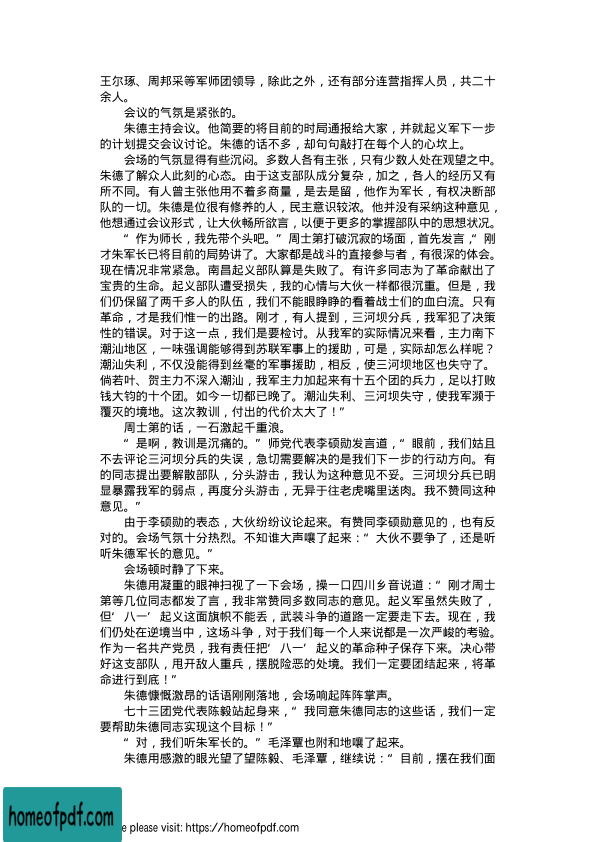 王尔琢、周邦采等军师团领导，除此之外，还有部分连营指挥人员，共二十
余人。
会议的气氛是紧张的。
朱德主持会议。他简要的将目前的时局通报给大家，并就起义军下一步
的计划提交会议讨论。朱德的话不多，却句句敲打在每个人的心坎上。
会场的气氛显得有些沉闷。多数人各有主张，只有少数人处在观望之中。
朱德了解众人此刻的心态。由于这支部队成分复杂，加之，各人的经历又有
所不同。有人曾主张他用不着多商量，是去是留，他作为军长，有权决断部
队的一切。朱德是位很有修养的人，民主意识较浓。他并没有采纳这种意见，
他想通过会议形式，让大伙畅所欲言，以便于更多的掌握部队中的思想状况。
“作为师长，我先带个头吧。”周士第打破沉寂的场面，首先发言，“刚
才朱军长已将目前的局势讲了。大家都是战斗的直接参与者，有很深的体会。
现在情况非常紧急。南昌起义部队算是失败了。有许多同志为了革命献出了
宝贵的生命。起义部队遭受损失，我的心情与大伙一样都很沉重。但是，我
们仍保留了两千多人的队伍，我们不能眼睁睁的看着战士们的血白流。只有
革命，才是我们惟一的出路。刚才，有人提到，三河坝分兵，我军犯了决策
性的错误。对于这一点，我们是要检讨。从我军的实际情况来看，主力南下
潮汕地区，一味强调能够得到苏联军事上的援助，可是，实际却怎么样呢？
潮汕失利，不仅没能得到丝毫的军事援助，相反，使三河坝地区也失守了。
倘若叶、贺主力不深入潮汕，我军主力加起来有十五个团的兵力，足以打败
钱大钧的十个团。如今一切都已晚了。潮汕失利、三河坝失守，使我军濒于
覆灭的境地。这次教训，付出的代价太大了！”
周士第的话，一石激起千重浪。
“是啊，教训是沉痛的。”师党代表李硕勋发言道，“眼前，我们姑且
不去评论三河坝分兵的失误，急切需要解决的是我们下一步的行动方向。有
的同志提出要解散部队，分头游击，我认为这种意见不妥。三河坝分兵已明
显暴露我军的弱点，再度分头游击，无异于往老虎嘴里送肉。我不赞同这种
意见。”
由于李硕勋的表态，大伙纷纷议论起来。有赞同李硕勋意见的，也有反
对的。会场气氛十分热烈。不知谁大声嚷了起来：“大伙不要争了，还是听
听朱德军长的意见。”
会场顿时静了下来。
朱德用凝重的眼神扫视了一下会场，操一口四川乡音说道：“刚才周士
第等几位同志都发了言，我非常赞同多数同志的意见。起义军虽然失败了，
但‘八一’起义这面旗帜不能丢，武装斗争的道路一定要走下去。现在，我
们仍处在逆境当中，这场斗争，对于我们每一个人来说都是一次严峻的考验。
作为一名共产党员，我有责任把‘八一’起义的革命种子保存下来。决心带
好这支部队，甩开敌人重兵，摆脱险恶的处境。我们一定要团结起来，将革
命进行到底！”
朱德慷慨激昂的话语刚刚落地，会场响起阵阵掌声。
七十三团党代表陈毅站起身来，“我同意朱德同志的这些话，我们一定
要帮助朱德同志实现这个目标！”
“对，我们听朱军长的。”毛泽覃也附和地嚷了起来。
朱德用感激的眼光望了望陈毅、毛泽覃，继续说：“目前，摆在我们面
homeofpdf.com
e please visit: https://homeofpdf.com